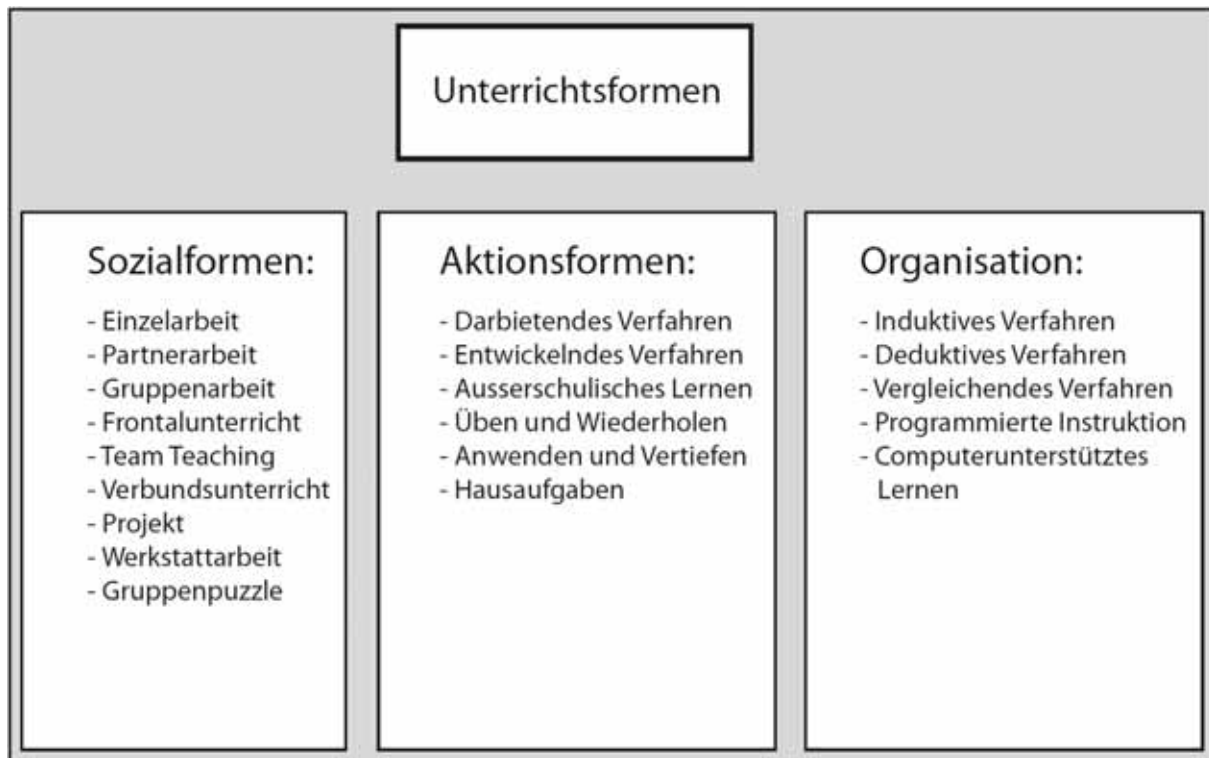 Unterrichtsformen
Sozialformen:
- Einzelarbeit
- Partnerarbeit
- Gruppenarbeit
- Frontalunterricht
- Team Teaching
- Verbundsunterricht
- Projekt
- Werkstattarbeit
- Gruppenpuzzle
Aktionsformen:
- Darbietendes Verfahren
- Entwickelndes Verfahren
- Ausserschulisches Lernen
- Üben und Wiederholen
- Anwenden und Vertiefen
- Hausaufgaben
Organisation:
- Induktives Verfahren
- Deduktives Verfahren
- Vergleichendes Verfahren
- Programmierte Instruktion
- Computerunterstütztes
Lernen